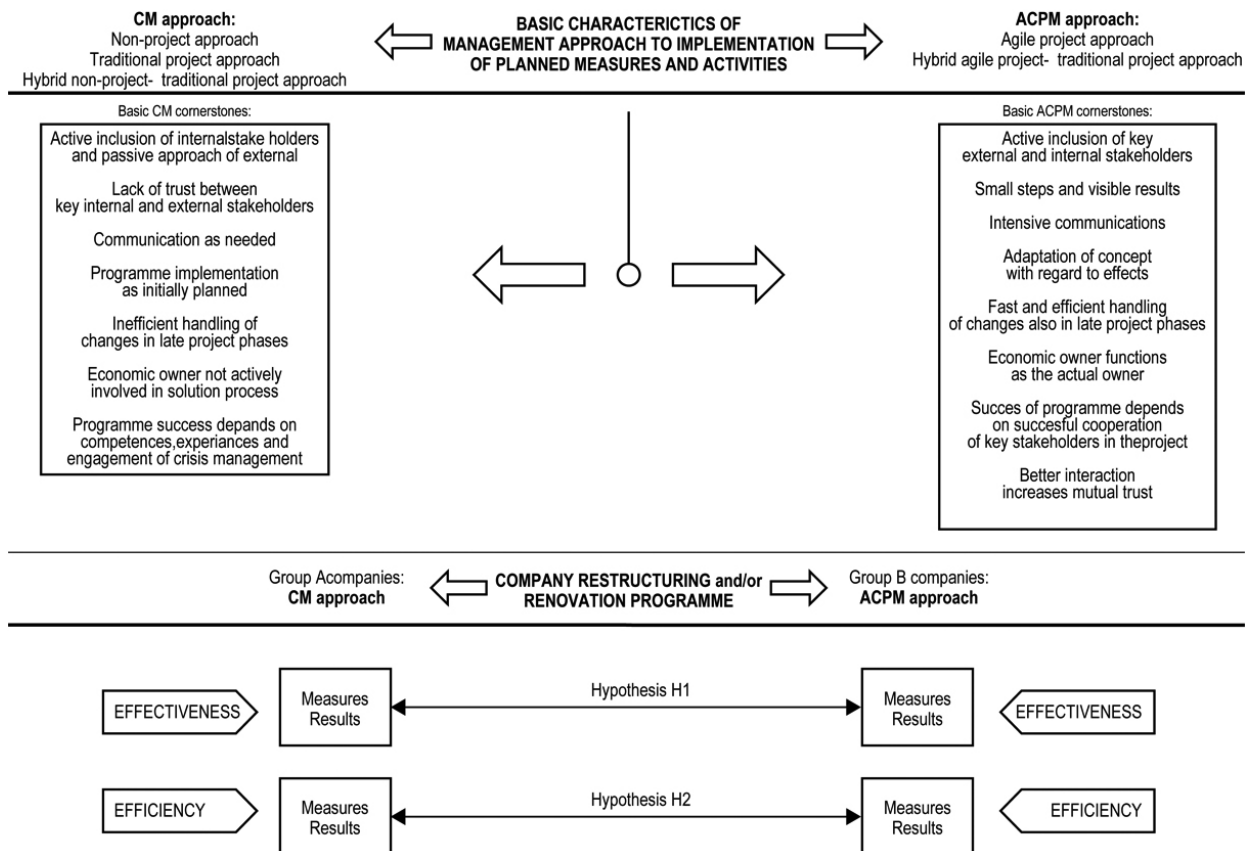 CM approach:
Non-project approach
Traditional project approach
Hybrid non-project- traditional project approach
BASIC CHARACTERICTICS OF
MANAGEMENT APPROACH TO IMPLEMENTATION
OF PLANNED MEASURES AND ACTIVITIES
ACPM approach:
Agile project approach
Hybrid agile project- traditional project approach
Basic CM cornerstones:
Active inclusion of internalstake holders
and passive approach of external
Lack of trust between
key internal and external stakeholders
Communication as needed
Programme implementation
as initially planned
Inefficient handling of
changes in late project phases
Economic owner not actively
involved in solution process
Programme success depands on
competences,experiances and
engagement of crisis management
Basic ACPM cornerstones:
Active inclusion of key
external and internal stakeholders
Small steps and visible results
Intensive communications
Adaptation of concept
with regard to effects
Fast and efficient handling
of changes also in late project phases
Economic owner functions
as the actual owner
Succes of programme depends
on succesful cooperation
of key stakeholders in theproject
Better interaction
increases mutual trust
Group Acompanies:
CM approach
COMPANY RESTRUCTURING and/or
RENOVATION PROGRAMME
Group B companies:
ACPM approach
EFFECTIVENESS
Measures
Results
Hypothesis H1
Measures
Results
EFFECTIVENESS
EFFICIENCY
Measures
Results
Hypothesis H2
Measures
Results
EFFICIENCY